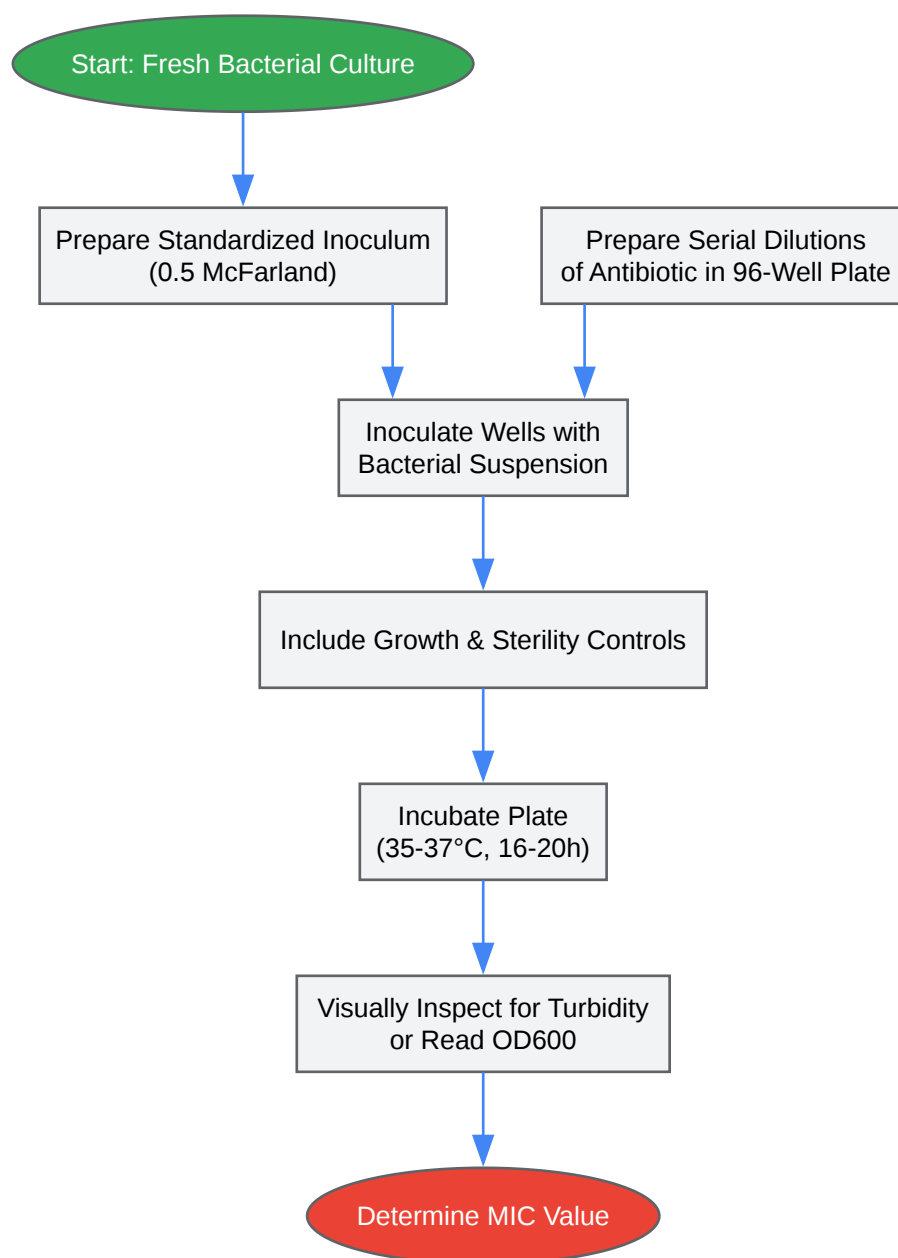 Start: Fresh Bacterial Culture
Prepare Standardized Inoculum
(0.5 McFarland)
Prepare Serial Dilutions
of Antibiotic in 96-Well Plate
Inoculate Wells with
Bacterial Suspension
Include Growth & Sterility Controls
Incubate Plate
(35-37°C, 16-20h)
Visually Inspect for Turbidity
or Read OD600
Determine MIC Value